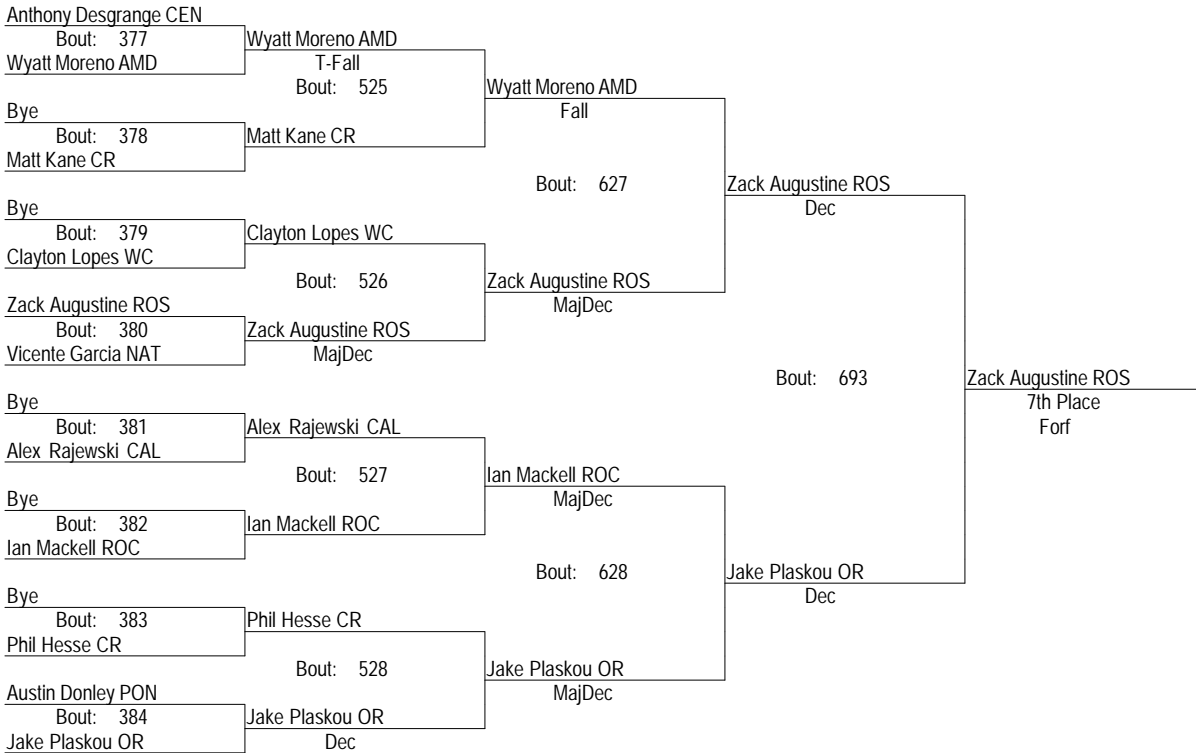 Anthony Desgrange CEN
Bout: 377
Wyatt Moreno AMD
Wyatt Moreno AMD
T-Fall
Bout: 525
Wyatt Moreno AMD
Fall
Bye
Bout: 378
Matt Kane CR
Matt Kane CR
Bout: 627
Zack Augustine ROS
Dec
Bye
Bout: 379
Clayton Lopes WC
Clayton Lopes WC
Bout: 526
Zack Augustine ROS
MajDec
Zack Augustine ROS
Bout: 380
Vicente Garcia NAT
Zack Augustine ROS
MajDec
Bout: 693
Zack Augustine ROS
7th Place
Forf
Bye
Bout: 381
Alex Rajewski CAL
Alex Rajewski CAL
Bout: 527
Ian Mackell ROC
MajDec
Bye
Bout: 382
Ian Mackell ROC
Ian Mackell ROC
Bout: 628
Jake Plaskou OR
Dec
Bye
Bout: 383
Phil Hesse CR
Phil Hesse CR
Bout: 528
Jake Plaskou OR
MajDec
Austin Donley PON
Bout: 384
Jake Plaskou OR
Jake Plaskou OR
Dec